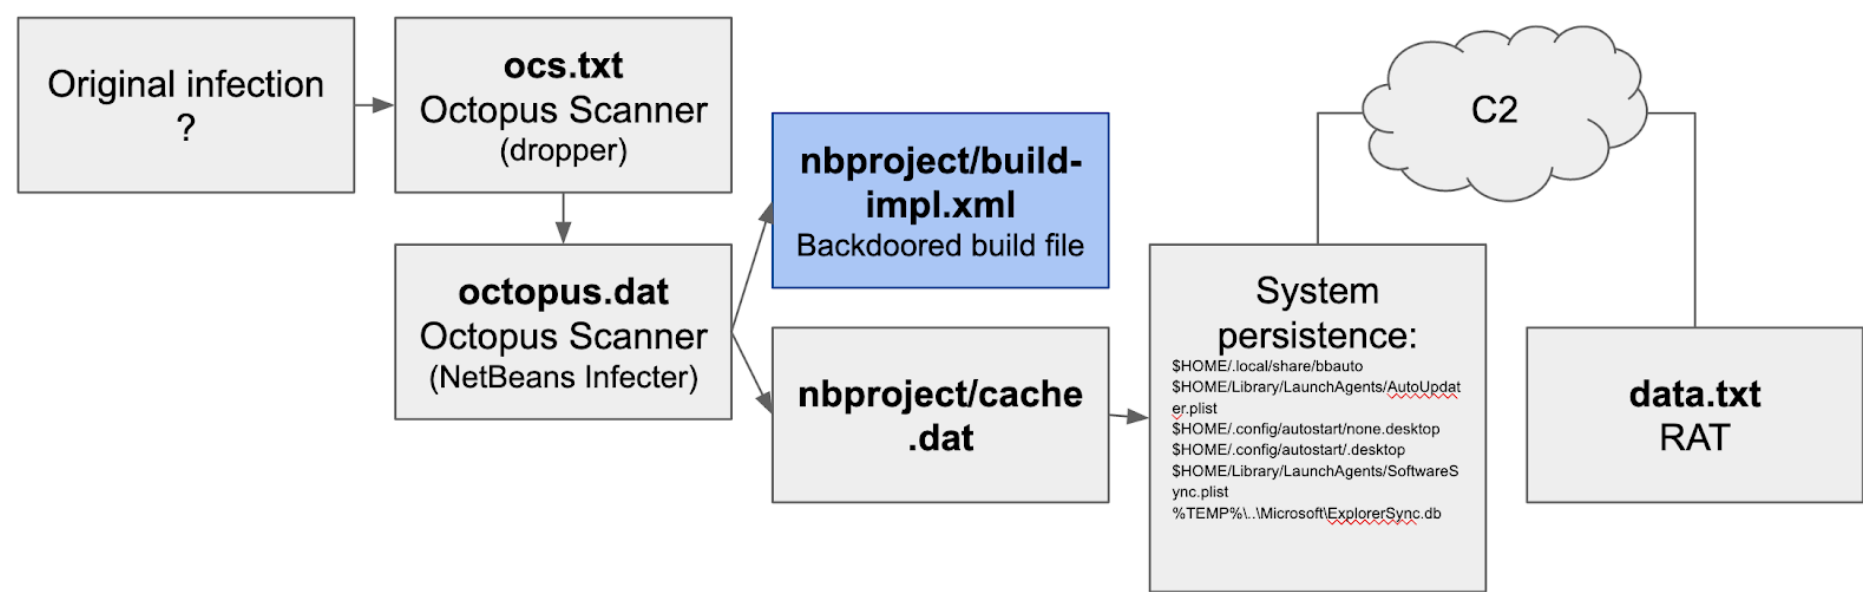 Original infection
?
ocs.txt
Octopus Scanner
(dropper)
octopus.dat
Octopus Scanner
(NetBeans Infecter)
nbproject/build-
impl.xml
Backdoored build file
nbproject/cache
.dat
System
persistence:
$HOME/.local/share/bbauto
$HOME/Library/LaunchAgents/AutoUpdat
er.plist
$HOME/.config/autostart/none.desktop
$HOME/.config/autostart/.desktop
$HOME/Library/LaunchAgents/SoftwareS
ync.plist
%TEMP%\..\Microsoft\ExplorerSync.db
C2
data.txt
RAT